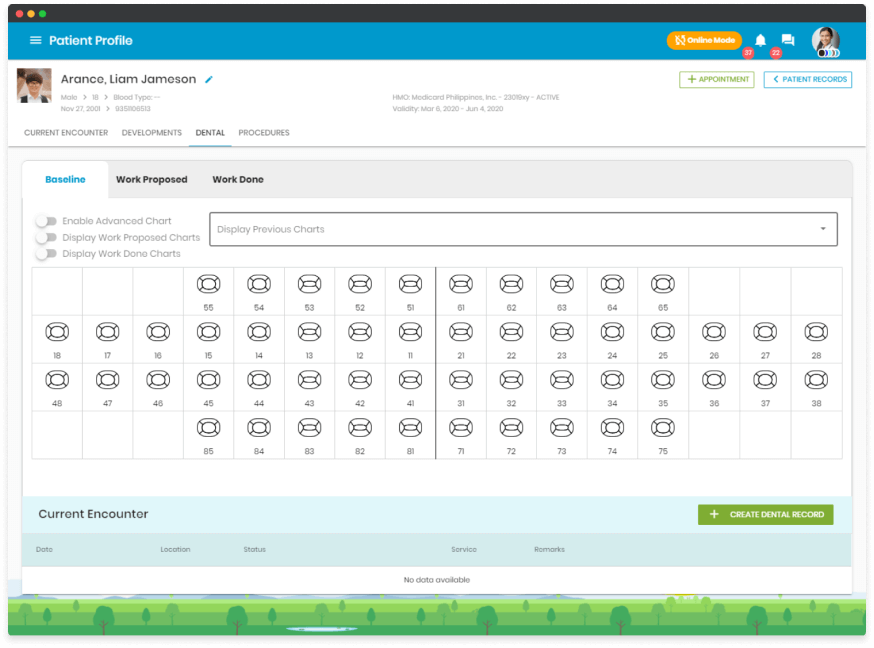 Patient Profile
Online Mode
37
22
Arance, Liam Jameson
+ APPOINTMENT
< PATIENT RECORDS
Male > 18 > Blood Type: --
Nov 27, 2001 > 9351108513
HMO: Medicard Philippines, Inc. - 23019xy - ACTIVE
Validity: Mar 6, 2020 - Jun 4, 2020
CURRENT ENCOUNTER DEVELOPMENTS DENTAL PROCEDURES
Baseline Work Proposed Work Done
Enable Advanced Chart
Display Work Proposed Charts
Display Work Done Charts
Display Previous Charts
55 54 53 52 51 61 62 63 64 65
18 17 16 15 14 13 12 11 21 22 23 24 25 26 27 28
48 47 46 45 44 43 42 41 31 32 33 34 35 36 37 38
85 84 83 82 81 71 72 73 74 75
Current Encounter
+ CREATE DENTAL RECORD
Date Location Status Service Remarks
No data available